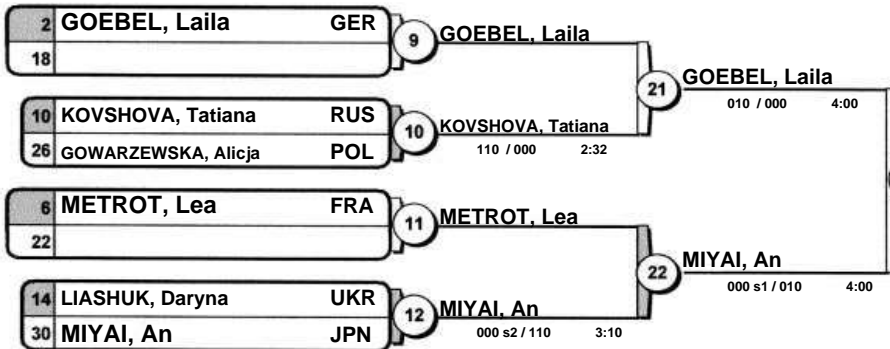 2 GOEBEL, Laila GER
18
9
GOEBEL, Laila
10 KOVSHOVA, Tatiana RUS
26 GOWARZEWSKA, Alicja POL
10
KOVSHOVA, Tatiana
110 / 000 2:32
21
GOEBEL, Laila
010 / 000 4:00
6 METROT, Lea FRA
22
11
METROT, Lea
14 LIASHUK, Daryna UKR
30 MIYAI, An JPN
12
MIYAI, An
000 s2 / 110 3:10
22
MIYAI, An
000 s1 / 010 4:00